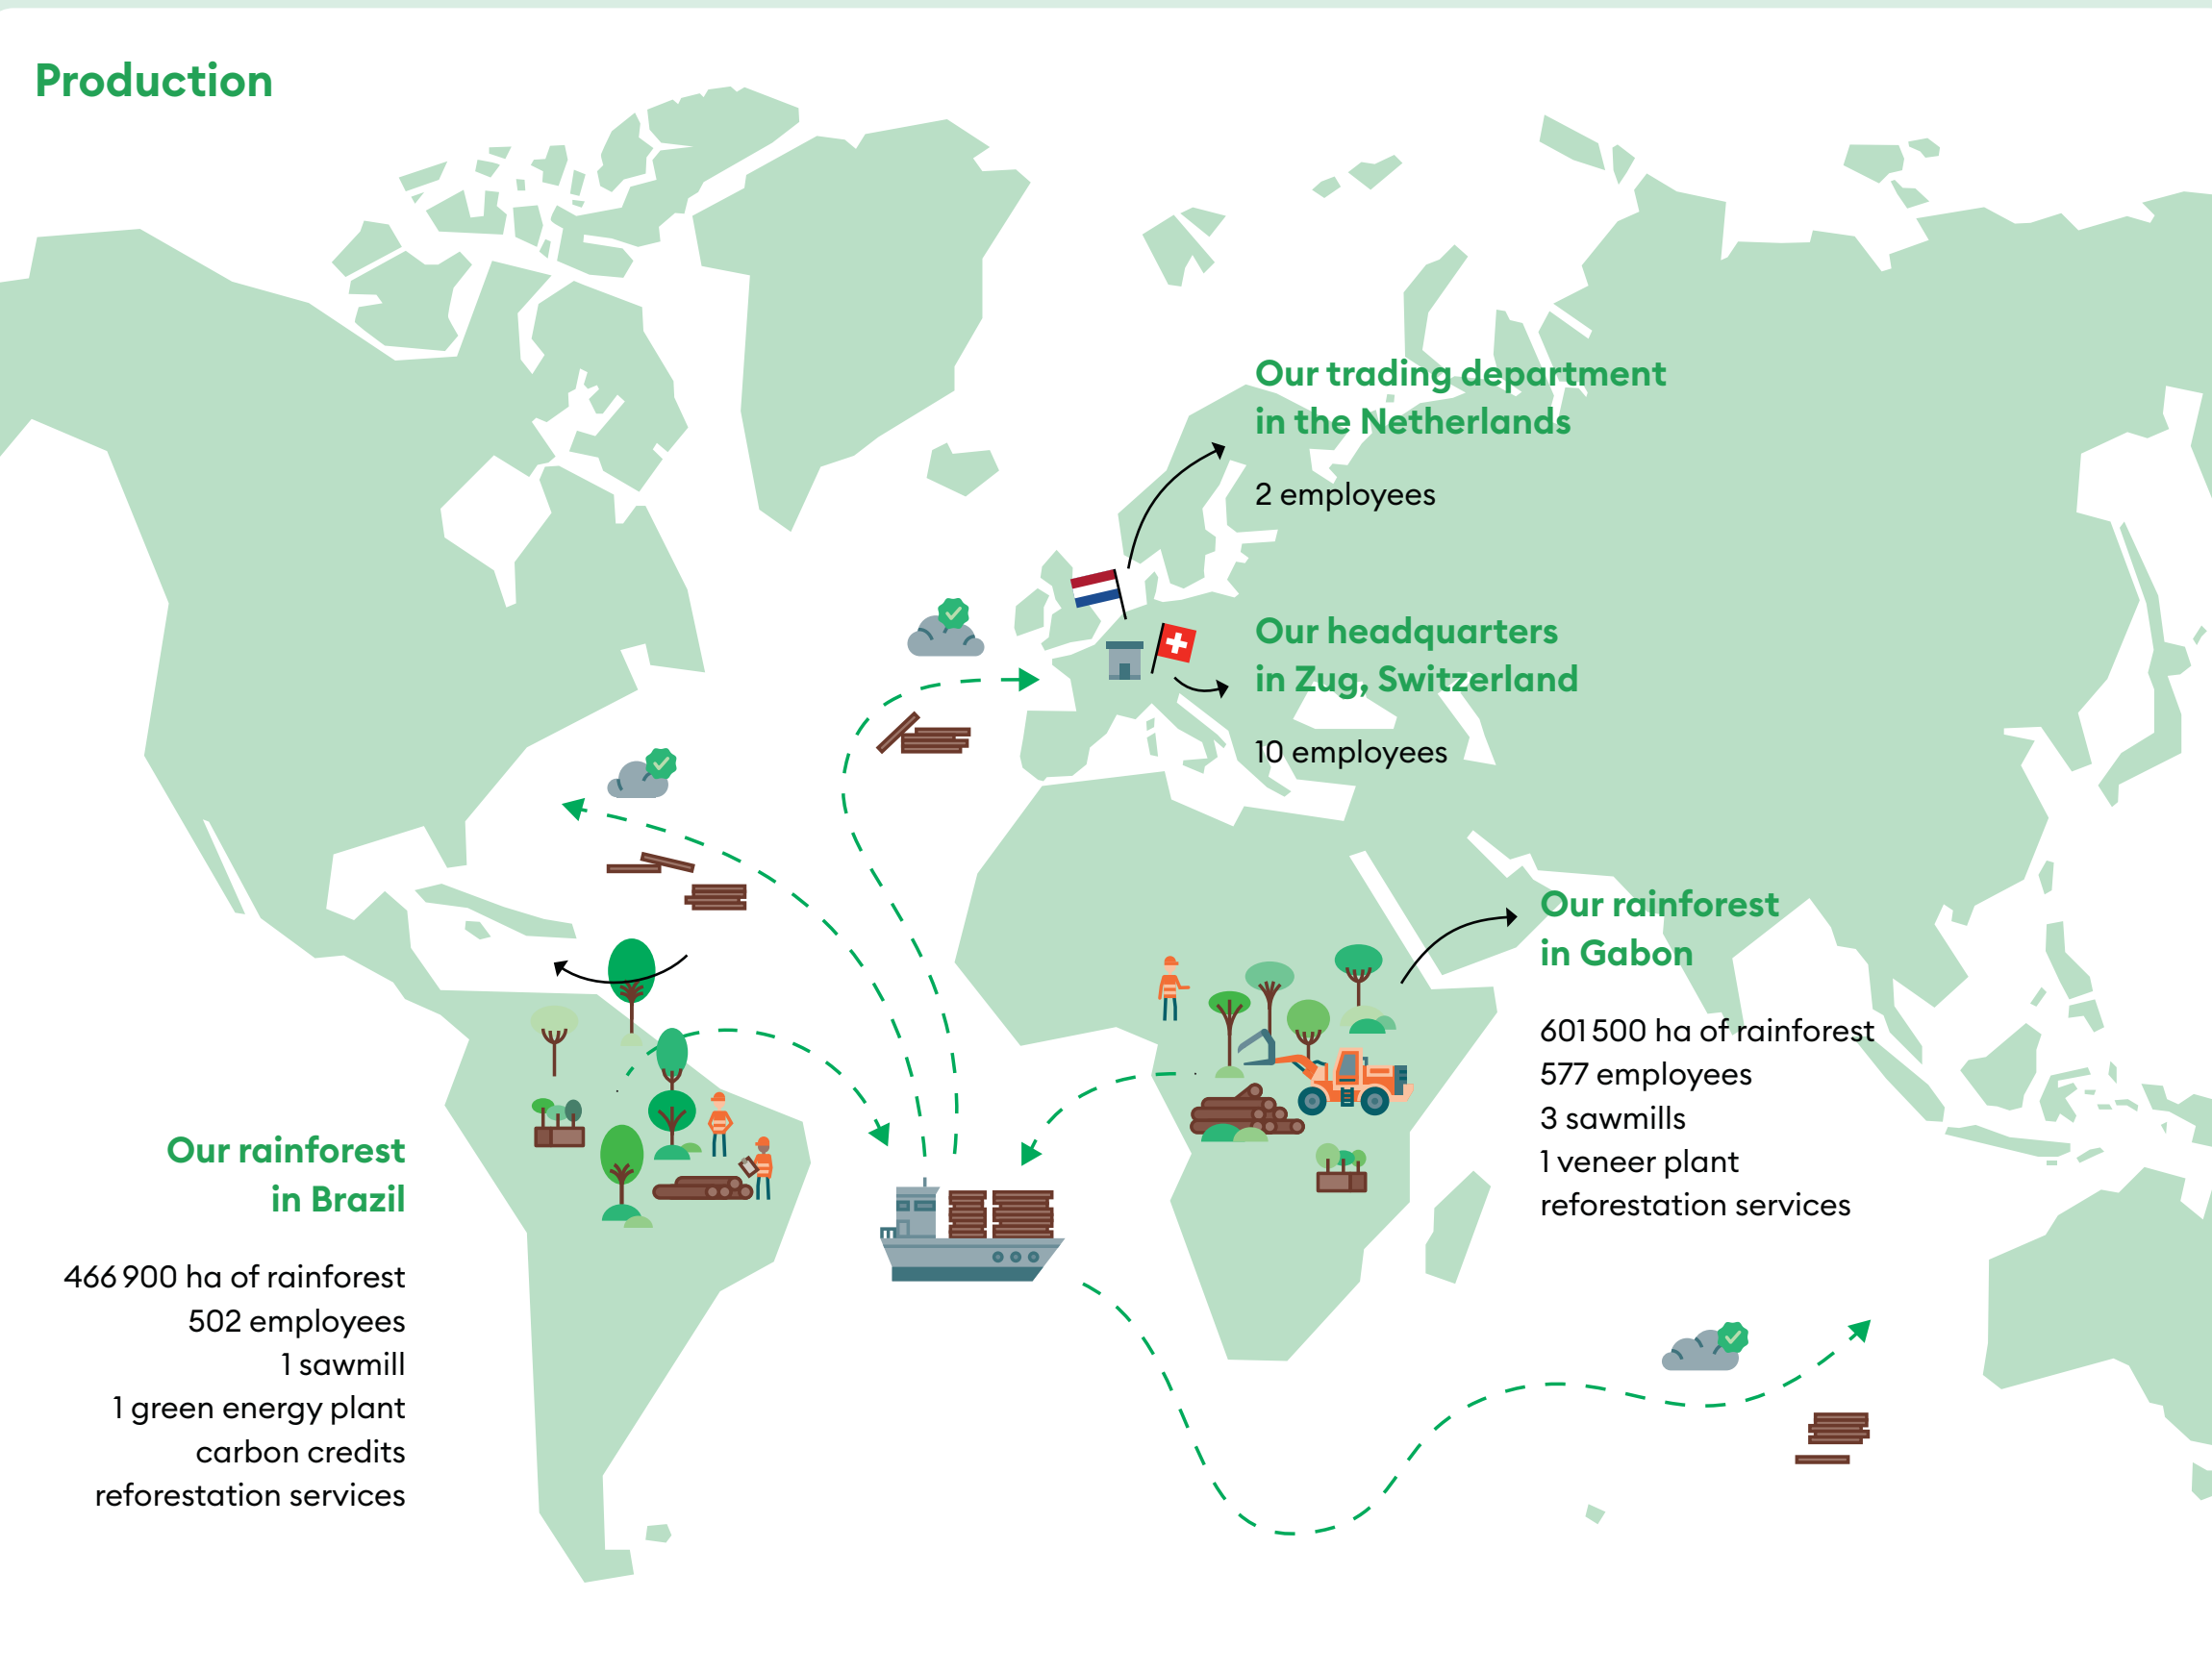 Production
Our trading department
in the Netherlands
2 employees
Our headquarters
in Zug, Switzerland
10 employees
Our rainforest
in Gabon
601 500 ha of rainforest
577 employees
3 sawmills
1 veneer plant
reforestation services
Our rainforest
in Brazil
466 900 ha of rainforest
502 employees
1 sawmill
1 green energy plant
carbon credits
reforestation services